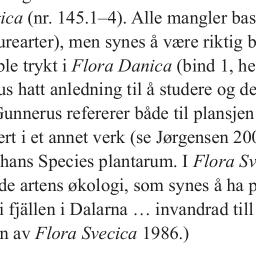 ica (nr. 145.1–4). Alle mangler bas
urearter), men synes å være riktig b
ble trykt i Flora Danica (bind 1, he
us hatt anledning til å studere og de
Gunnerus refererer både til plansjen
ert i et annet verk (se Jørgensen 200
hans Species plantarum. I Flora Sv
de artens økologi, som synes å ha p
i fjällen i Dalarna … invandrad till
n av Flora Svecica 1986.)